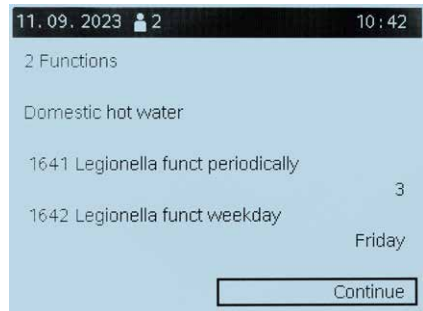 11.09.2023 2 10:42
2 Functions
Domestic hot water
1641 Legionella funct periodically
3
1642 Legionella funct weekday
Friday
Continue